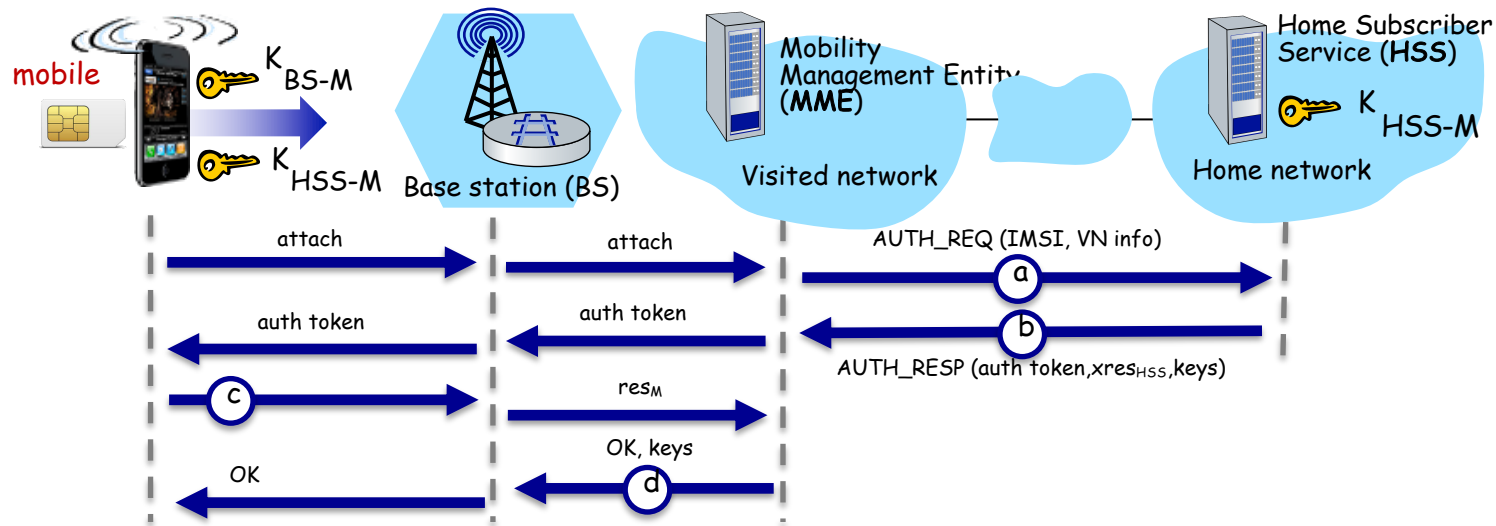 mobile
K
BS-M
K
HSS-M
Base station (BS)
Mobility
Management Entity
(MME)
Visited network
Home Subscriber
Service (HSS)
K
HSS-M
Home network
attach
attach
AUTH_REQ (IMSI, VN info)
a
auth token
auth token
b
AUTH_RESP (auth token,xresHSS,keys)
c
resM
OK
OK, keys
d